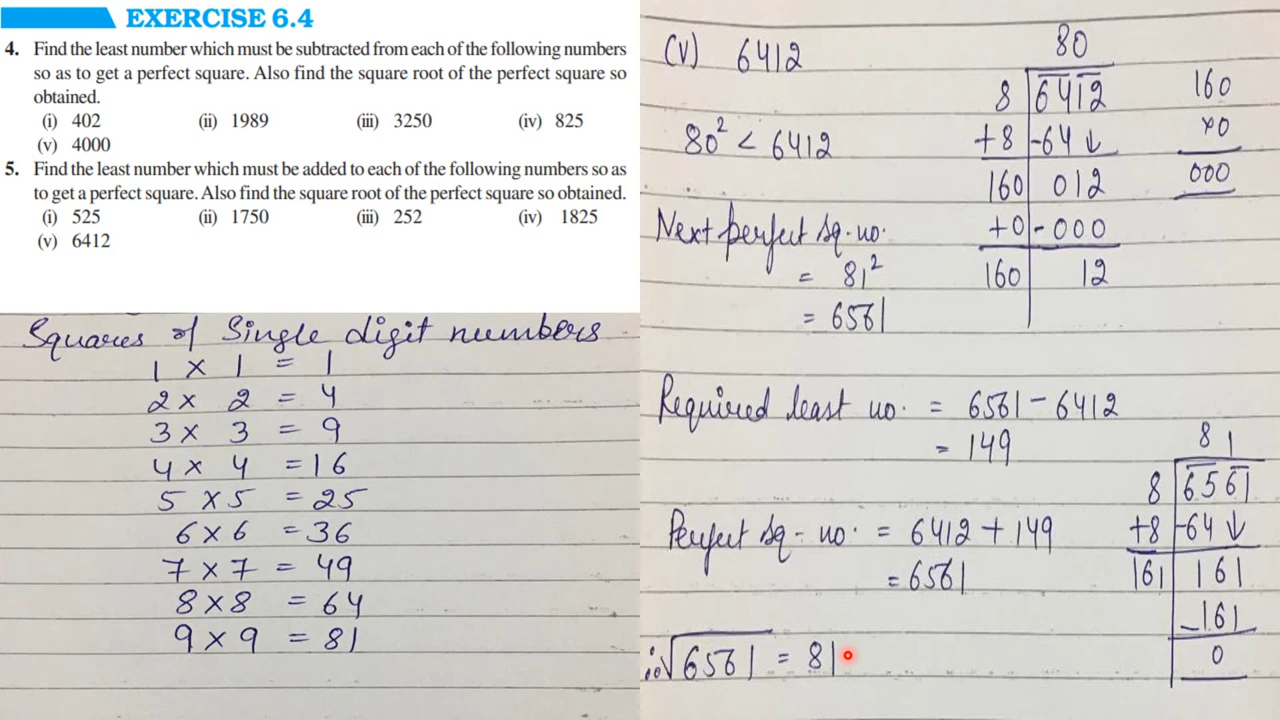 EXERCISE 6.4
4. Find the least number which must be subtracted from each of the following numbers
so as to get a perfect square. Also find the square root of the perfect square so
obtained.
(i) 402 (ii) 1989 (iii) 3250 (iv) 825
(v) 4000
5. Find the least number which must be added to each of the following numbers so as
to get a perfect square. Also find the square root of the perfect square so obtained.
(i) 525 (ii) 1750 (iii) 252 (iv) 1825
(v) 6412
Squares of Single digit numbers
1 × 1 = 1
2 × 2 = 4
3 × 3 = 9
4 × 4 = 16
5 × 5 = 25
6 × 6 = 36
7 × 7 = 49
8 × 8 = 64
9 × 9 = 81
(V) 6412
80² < 6412
Next perfect sq. no.
= 81²
= 6561
80
8 6412
+8 -64 ↓
160 012
+0 -000
160 12
160
×0
000
Required least no. = 6561 - 6412
= 149
Perfect sq - no. = 6412 + 149
= 6561
∴ √6561 = 81
81
8 6561
+8 -64 ↓
161 161
-161
0